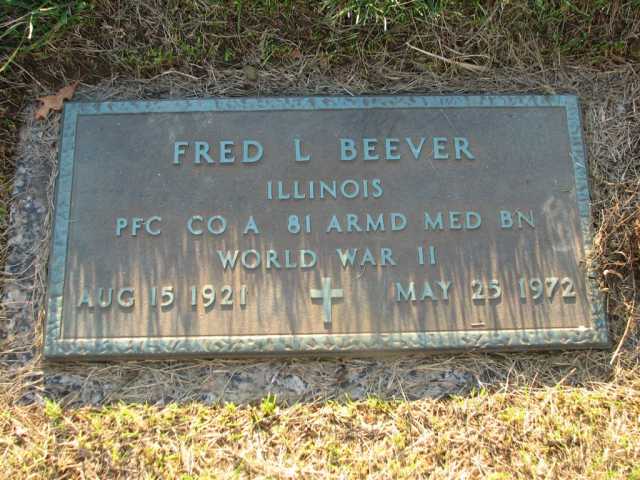 FRED L BEEVER
ILLINOIS
PFC CO A 81 ARMD MED BN
WORLD WAR II
AUG 15 1921 MAY 25 1972